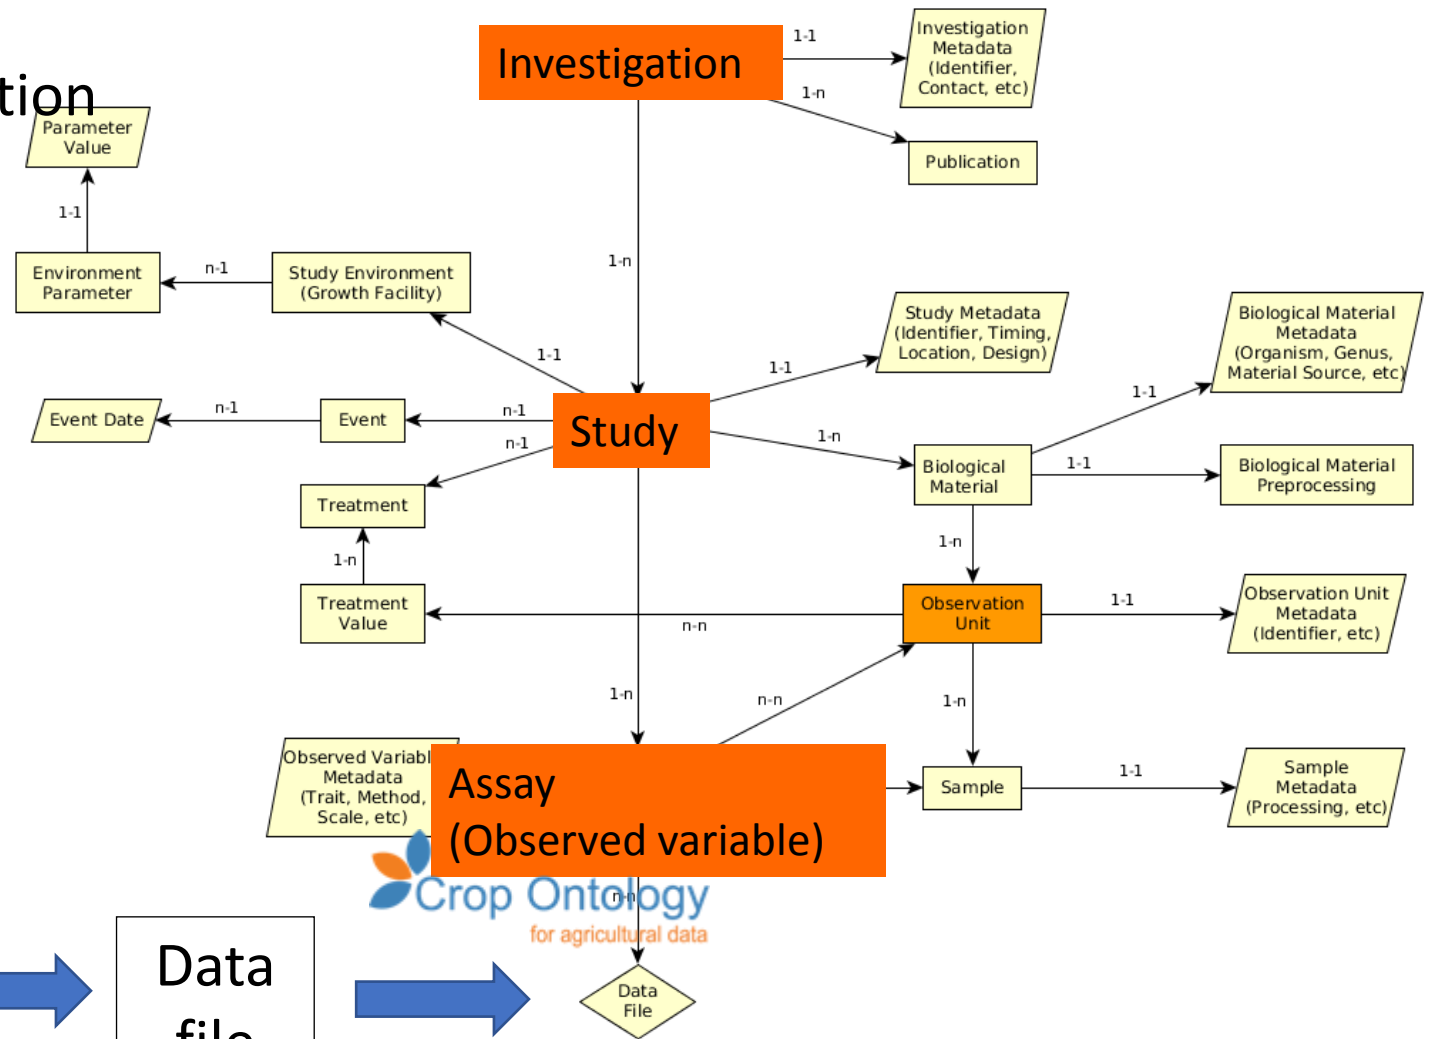 Investigation
1-1
Investigation
Metadata
(Identifier,
Contact, etc)
1-n
Publication
tion
Parameter
Value
1-1
Environment
Parameter
n-1
Study Environment
(Growth Facility)
1-n
1-1
Study Metadata
(Identifier, Timing,
Location, Design)
1-1
Biological Material
Metadata
(Organism, Genus,
Material Source, etc)
1-1
Event Date
n-1
Event
n-1
Study
1-n
n-1
Treatment
1-n
Treatment
Value
Biological
Material
1-1
Biological Material
Preprocessing
1-n
Observation
Unit
1-1
Observation Unit
Metadata
(Identifier, etc)
n-n
1-n
n-n
1-n
Observed Variabl
Metadata
(Trait, Method,
Scale, etc)
Assay
(Observed variable)
Sample
1-1
Sample
Metadata
(Processing, etc)
n-n
Crop Ontology
for agricultural data
Data
file
Data
File